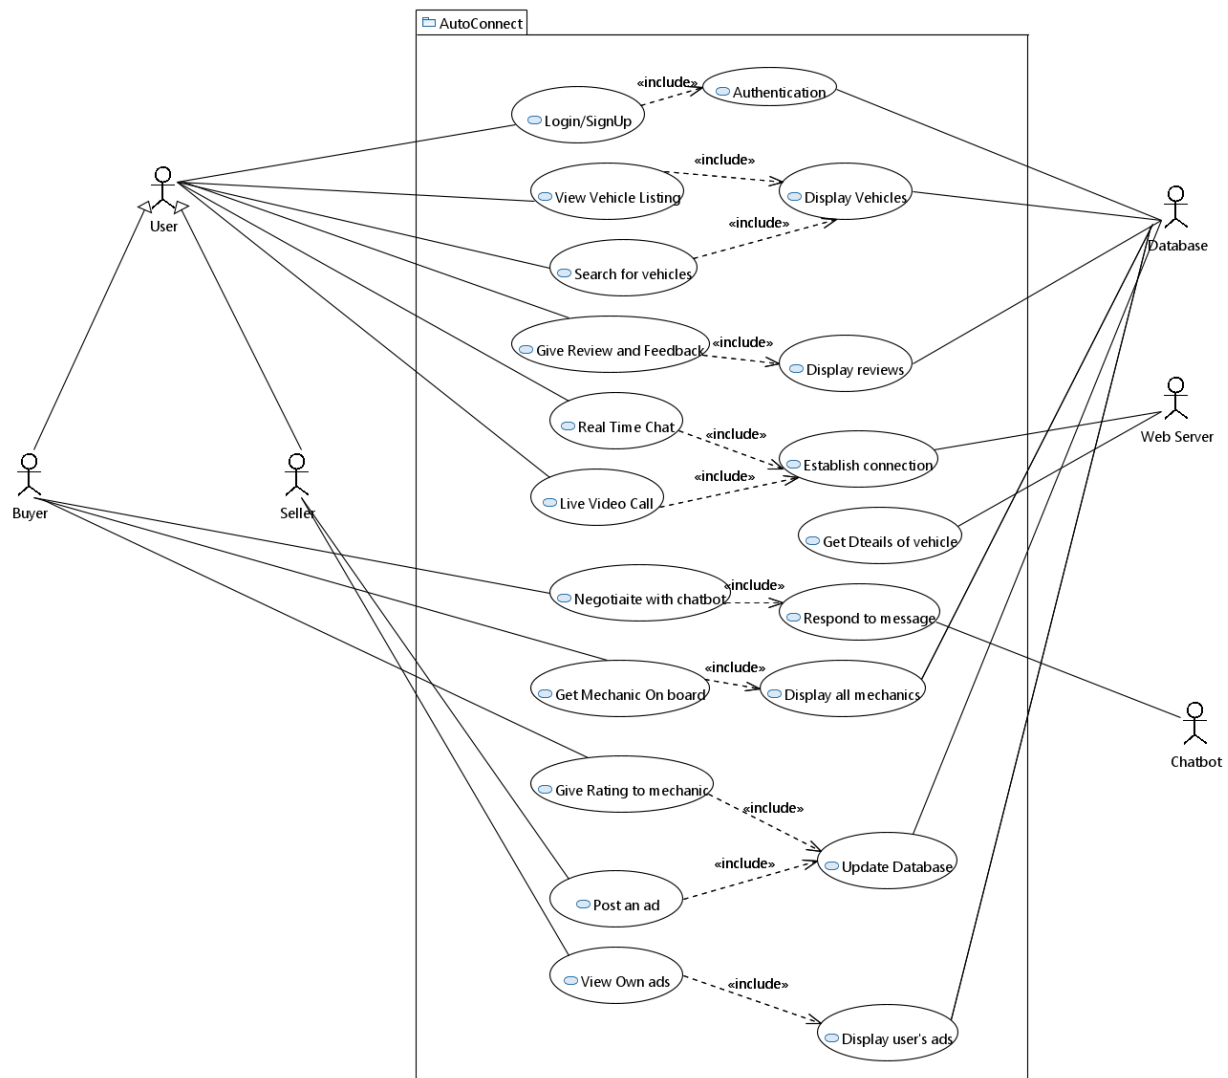 AutoConnect
«include»
Authentication
Login/SignUp
«include»
View Vehicle Listing
Display Vehicles
User
«include»
Database
Search for vehicles
«include»
Give Review and Feedback
Display reviews
Real Time Chat
«include»
Web Server
Establish connection
«include»
Live Video Call
Buyer
Seller
Get Dteails of vehicle
«include»
Negotiaite with chatbot
Respond to message
«include»
Get Mechanic On board
Display all mechanics
Chatbot
Give Rating to mechanic
«include»
«include»
Update Database
Post an ad
View Own ads
«include»
Display user's ads